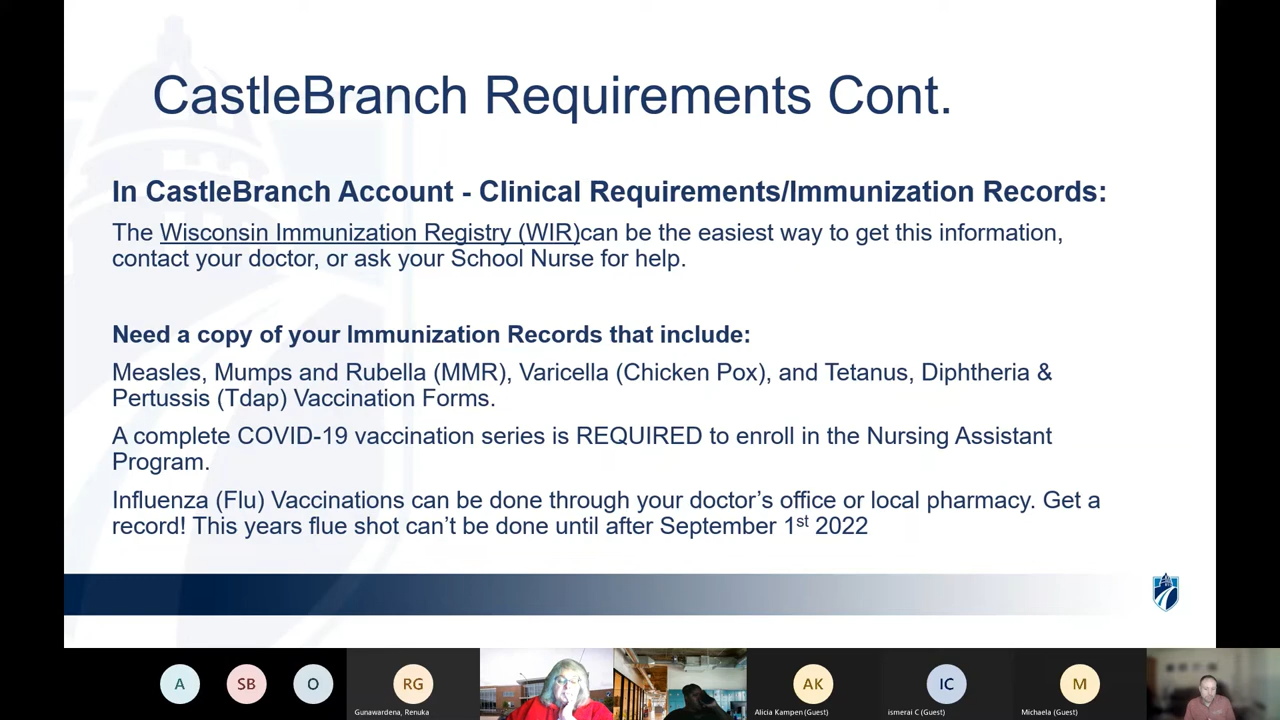 CastleBranch Requirements Cont.
In CastleBranch Account - Clinical Requirements/Immunization Records:
The Wisconsin Immunization Registry (WIR)can be the easiest way to get this information,
contact your doctor, or ask your School Nurse for help.
Need a copy of your Immunization Records that include:
Measles, Mumps and Rubella (MMR), Varicella (Chicken Pox), and Tetanus, Diphtheria &
Pertussis (Tdap) Vaccination Forms.
A complete COVID-19 vaccination series is REQUIRED to enroll in the Nursing Assistant
Program.
Influenza (Flu) Vaccinations can be done through your doctor’s office or local pharmacy. Get a
record! This years flue shot can’t be done until after September 1st 2022
A SB O RG AK IC M
Gunawardena, Renuka Alicia Kampen (Guest) ismerai C (Guest) Michaela (Guest)